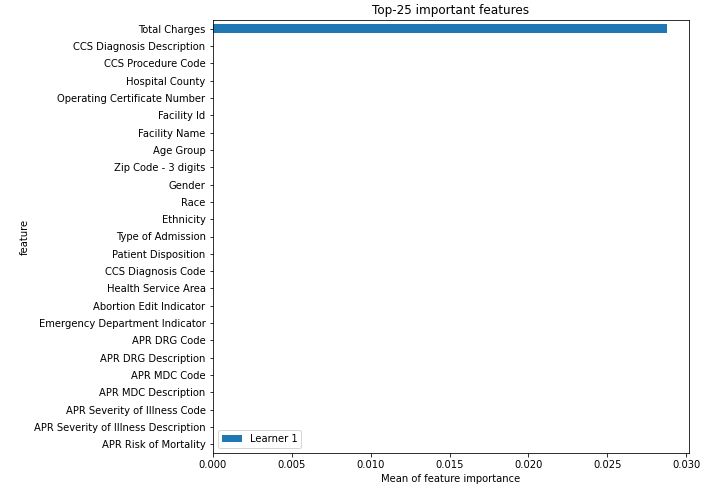 Top-25 important features
Total Charges
CCS Diagnosis Description
CCS Procedure Code
Hospital County
Operating Certificate Number
Facility Id
Facility Name
Age Group
Zip Code - 3 digits
Gender
Race
Ethnicity
Type of Admission
Patient Disposition
CCS Diagnosis Code
Health Service Area
Abortion Edit Indicator
Emergency Department Indicator
APR DRG Code
APR DRG Description
APR MDC Code
APR MDC Description
APR Severity of Illness Code
APR Severity of Illness Description
APR Risk of Mortality
feature
Learner 1
0.000 0.005 0.010 0.015 0.020 0.025 0.030
Mean of feature importance